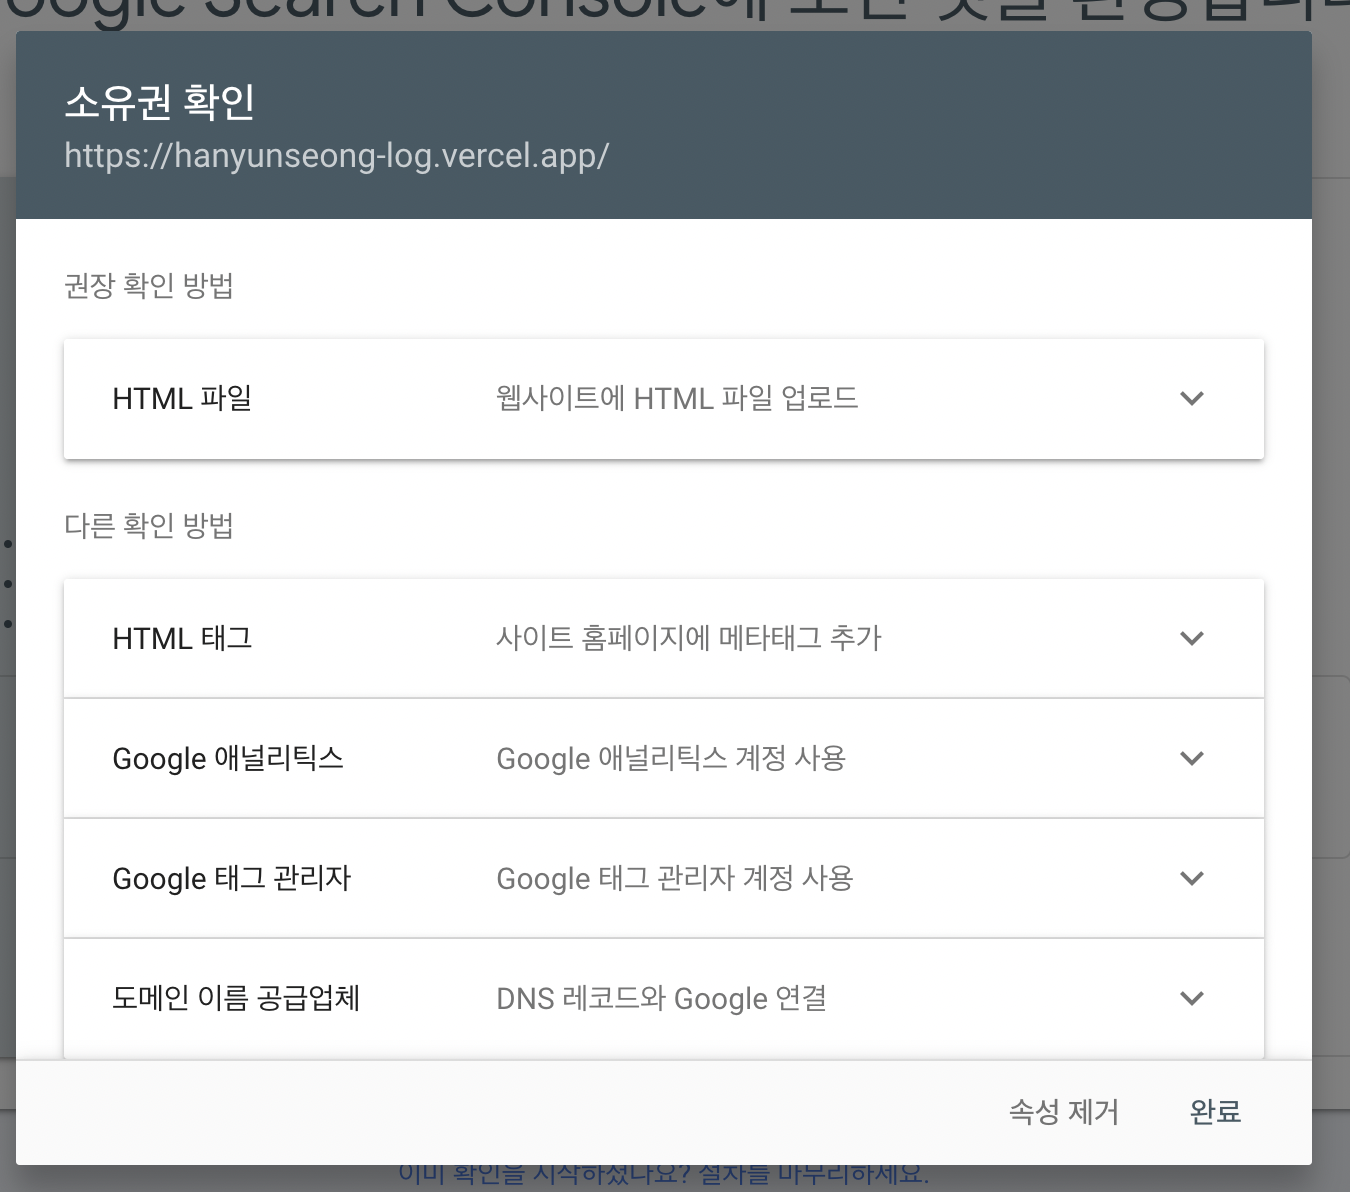 Google Search Console에 오신 것을 환영합니다
소유권 확인
https://hanyunseong-log.vercel.app/
권장 확인 방법
HTML 파일 웹사이트에 HTML 파일 업로드
다른 확인 방법
HTML 태그 사이트 홈페이지에 메타태그 추가
Google 애널리틱스 Google 애널리틱스 계정 사용
Google 태그 관리자 Google 태그 관리자 계정 사용
도메인 이름 공급업체 DNS 레코드와 Google 연결
속성 제거 완료
이미 확인을 시작하셨나요? 절차를 마무리하세요.